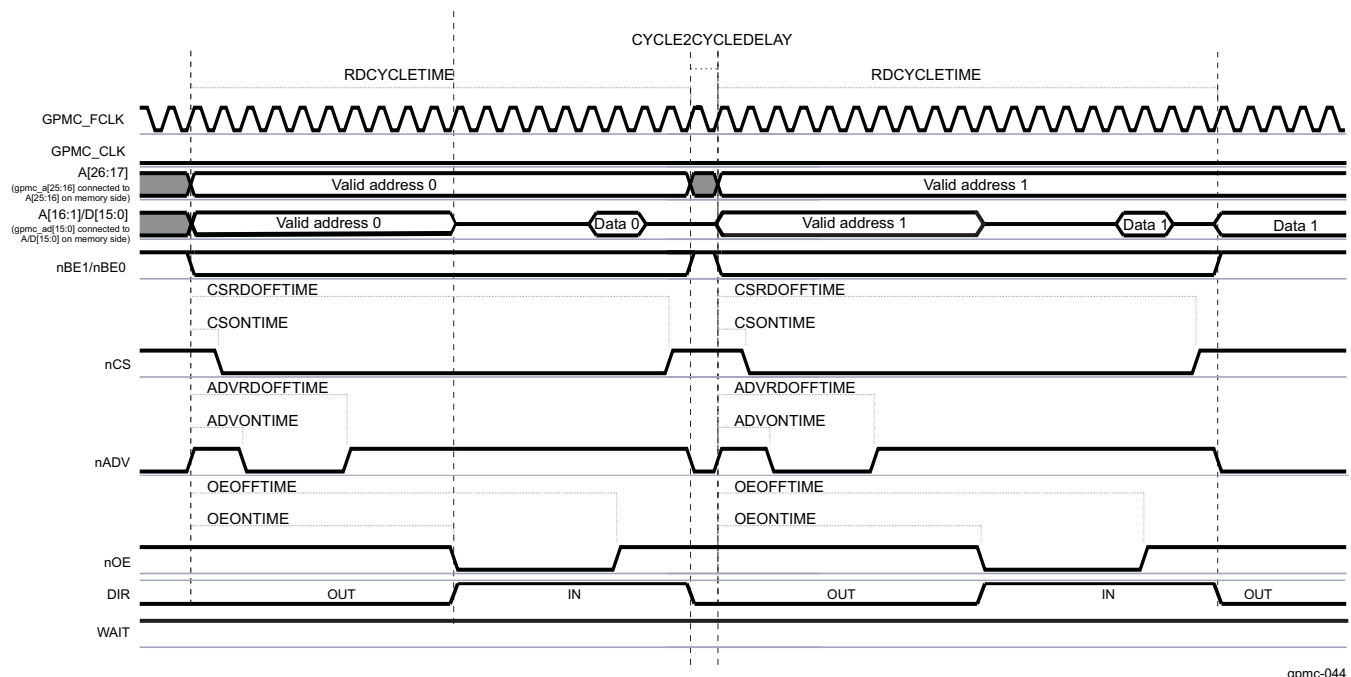 CYCLE2CYCLEDELAY
RDCYCLETIME RDCYCLETIME
GPMC_FCLK
GPMC_CLK
A[26:17]
(gpmc_a[25:16] connected to
A[25:16] on memory side)
Valid address 0 Valid address 1
A[16:1]/D[15:0]
(gpmc_ad[15:0] connected to
A/D[15:0] on memory side)
Valid address 0 Data 0 Valid address 1 Data 1 Data 1
nBE1/nBE0
CSRDOFFTIME CSRDOFFTIME
CSONTIME CSONTIME
nCS
ADVRDOFFTIME ADVRDOFFTIME
ADVONTIME ADVONTIME
nADV
OEOFFTIME OEOFFTIME
OEONTIME OEONTIME
nOE
DIR OUT IN OUT IN OUT
WAIT
gpmc-044